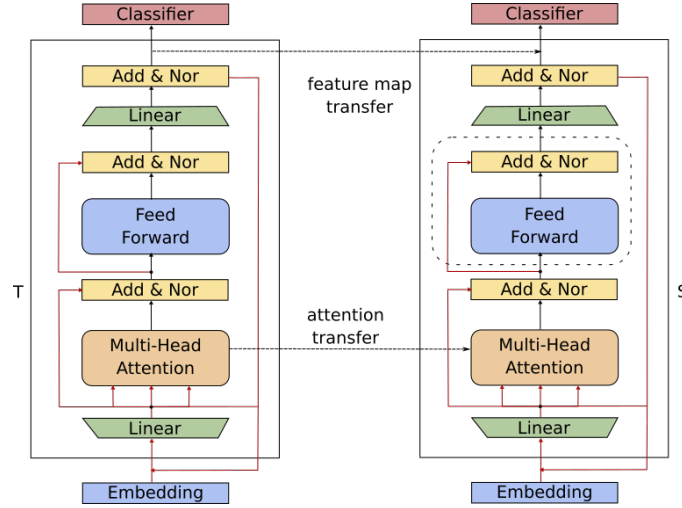 Classifier
Add & Nor
Linear
Add & Nor
Feed
Forward
Add & Nor
Multi-Head
Attention
Linear
Embedding
T
feature map
transfer
attention
transfer
Classifier
Add & Nor
Linear
Add & Nor
Feed
Forward
Add & Nor
Multi-Head
Attention
Linear
Embedding
S